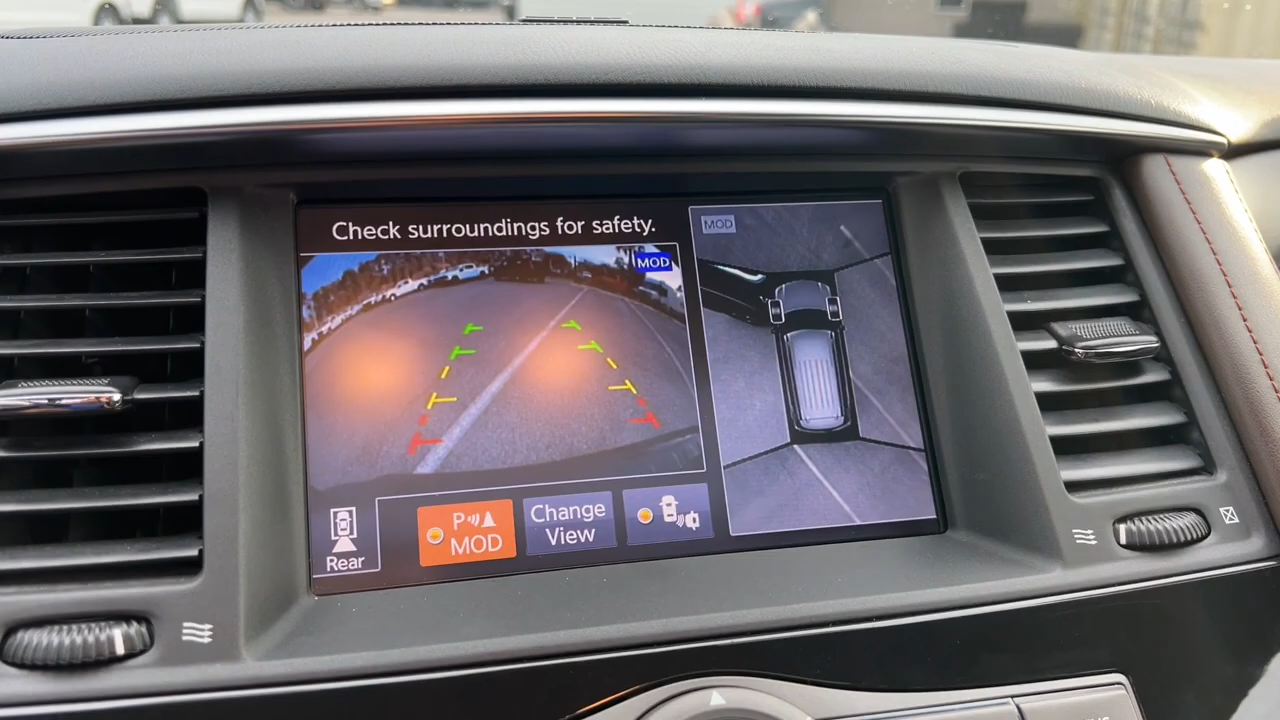 Check surroundings for safety.
MOD
MOD
Rear
P
MOD
Change
View